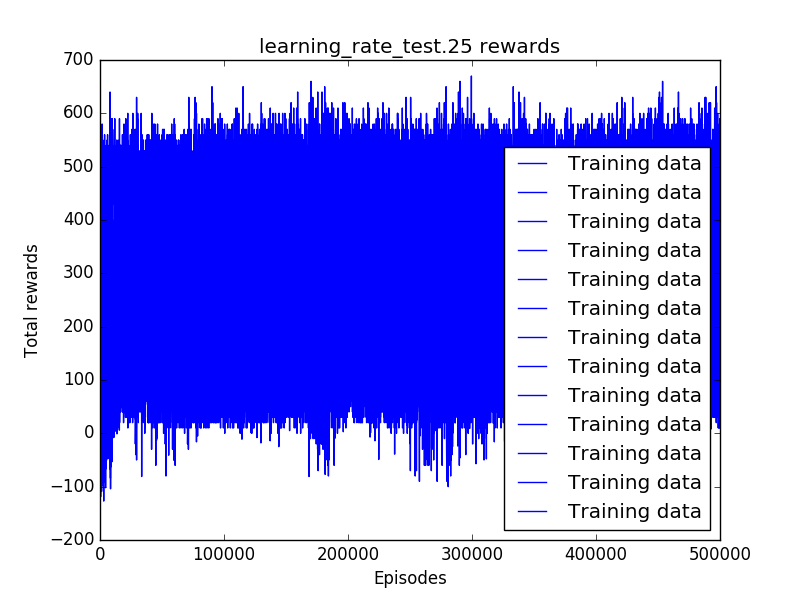 learning_rate_test.25 rewards
700
600
500
400
300
200
100
0
−100
−200
Total rewards
Training data
Training data
Training data
Training data
Training data
Training data
Training data
Training data
Training data
Training data
Training data
Training data
Training data
0 100000 200000 300000 400000 500000
Episodes